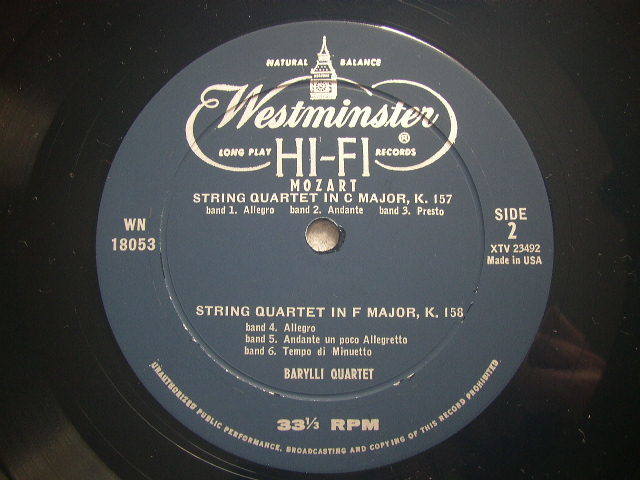 NATURAL BALANCE
Westminster ®
LONG PLAY HI-FI RECORDS
MOZART
STRING QUARTET IN C MAJOR, K. 157
band 1. Allegro band 2. Andante band 3. Presto
WN
18053
SIDE
2
XTV 23492
Made in USA
STRING QUARTET IN F MAJOR, K. 158
band 4. Allegro
band 5. Andante un poco Allegretto
band 6. Tempo di Minuetto
BARYLLI QUARTET
33⅓ RPM
UNAUTHORIZED PUBLIC PERFORMANCE, BROADCASTING AND COPYING OF THIS RECORD PROHIBITED.